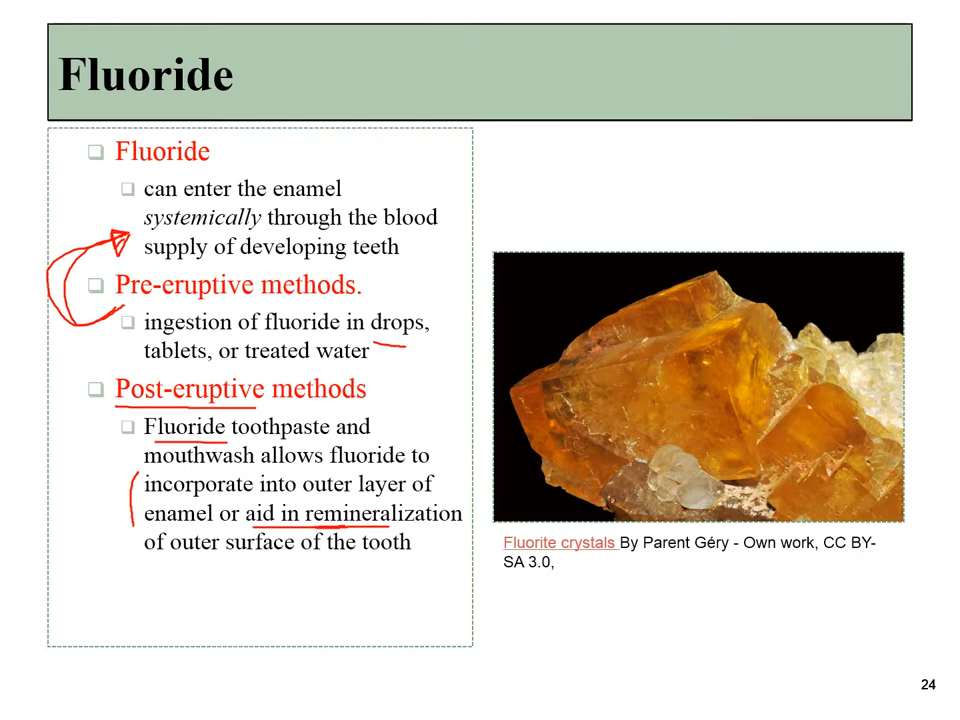 Fluoride
Fluoride
can enter the enamel
systemically through the blood
supply of developing teeth
Pre-eruptive methods.
ingestion of fluoride in drops,
tablets, or treated water
Post-eruptive methods
Fluoride toothpaste and
mouthwash allows fluoride to
incorporate into outer layer of
enamel or aid in remineralization
of outer surface of the tooth
Fluorite crystals By Parent Géry - Own work, CC BY-
SA 3.0,
24